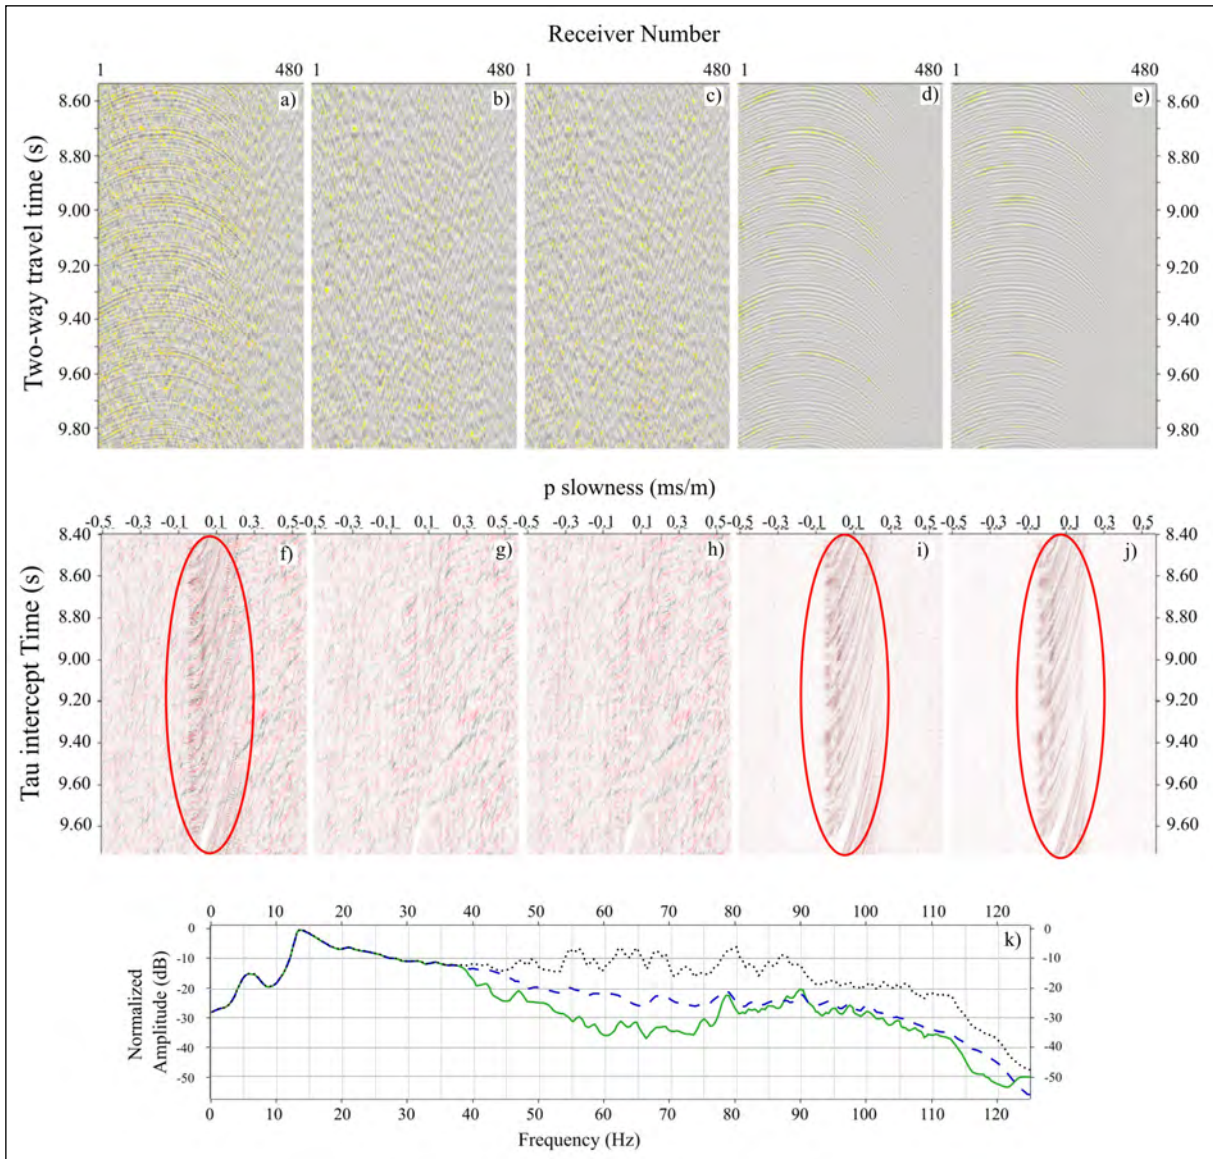 Receiver Number
1 480 1 480 1 480 1 480 1 480
a) b) c) d) e)
Two-way travel time (s)
8.60 8.60
8.80 8.80
9.00 9.00
9.20 9.20
9.40 9.40
9.60 9.60
9.80 9.80
p slowness (ms/m)
-0.5 -0.3 -0.1 0.1 0.3 0.5 -0.3 -0.1 0.1 0.3 0.5 -0.3 -0.1 0.1 0.3 0.5 -0.5 -0.3 -0.1 0.1 0.3 -0.5 -0.3 -0.1 0.1 0.3 0.5
f) g) h) i) j)
Tau intercept Time (s)
8.40 8.40
8.60 8.60
8.80 8.80
9.00 9.00
9.20 9.20
9.40 9.40
9.60 9.60
9.60 9.60
0 10 20 30 40 50 60 70 80 90 100 110 120
k)
Normalized
Amplitude (dB)
0 0
-10 -10
-20 -20
-30 -30
-40 -40
-50 -50
0 10 20 30 40 50 60 70 80 90 100 110 120
Frequency (Hz)